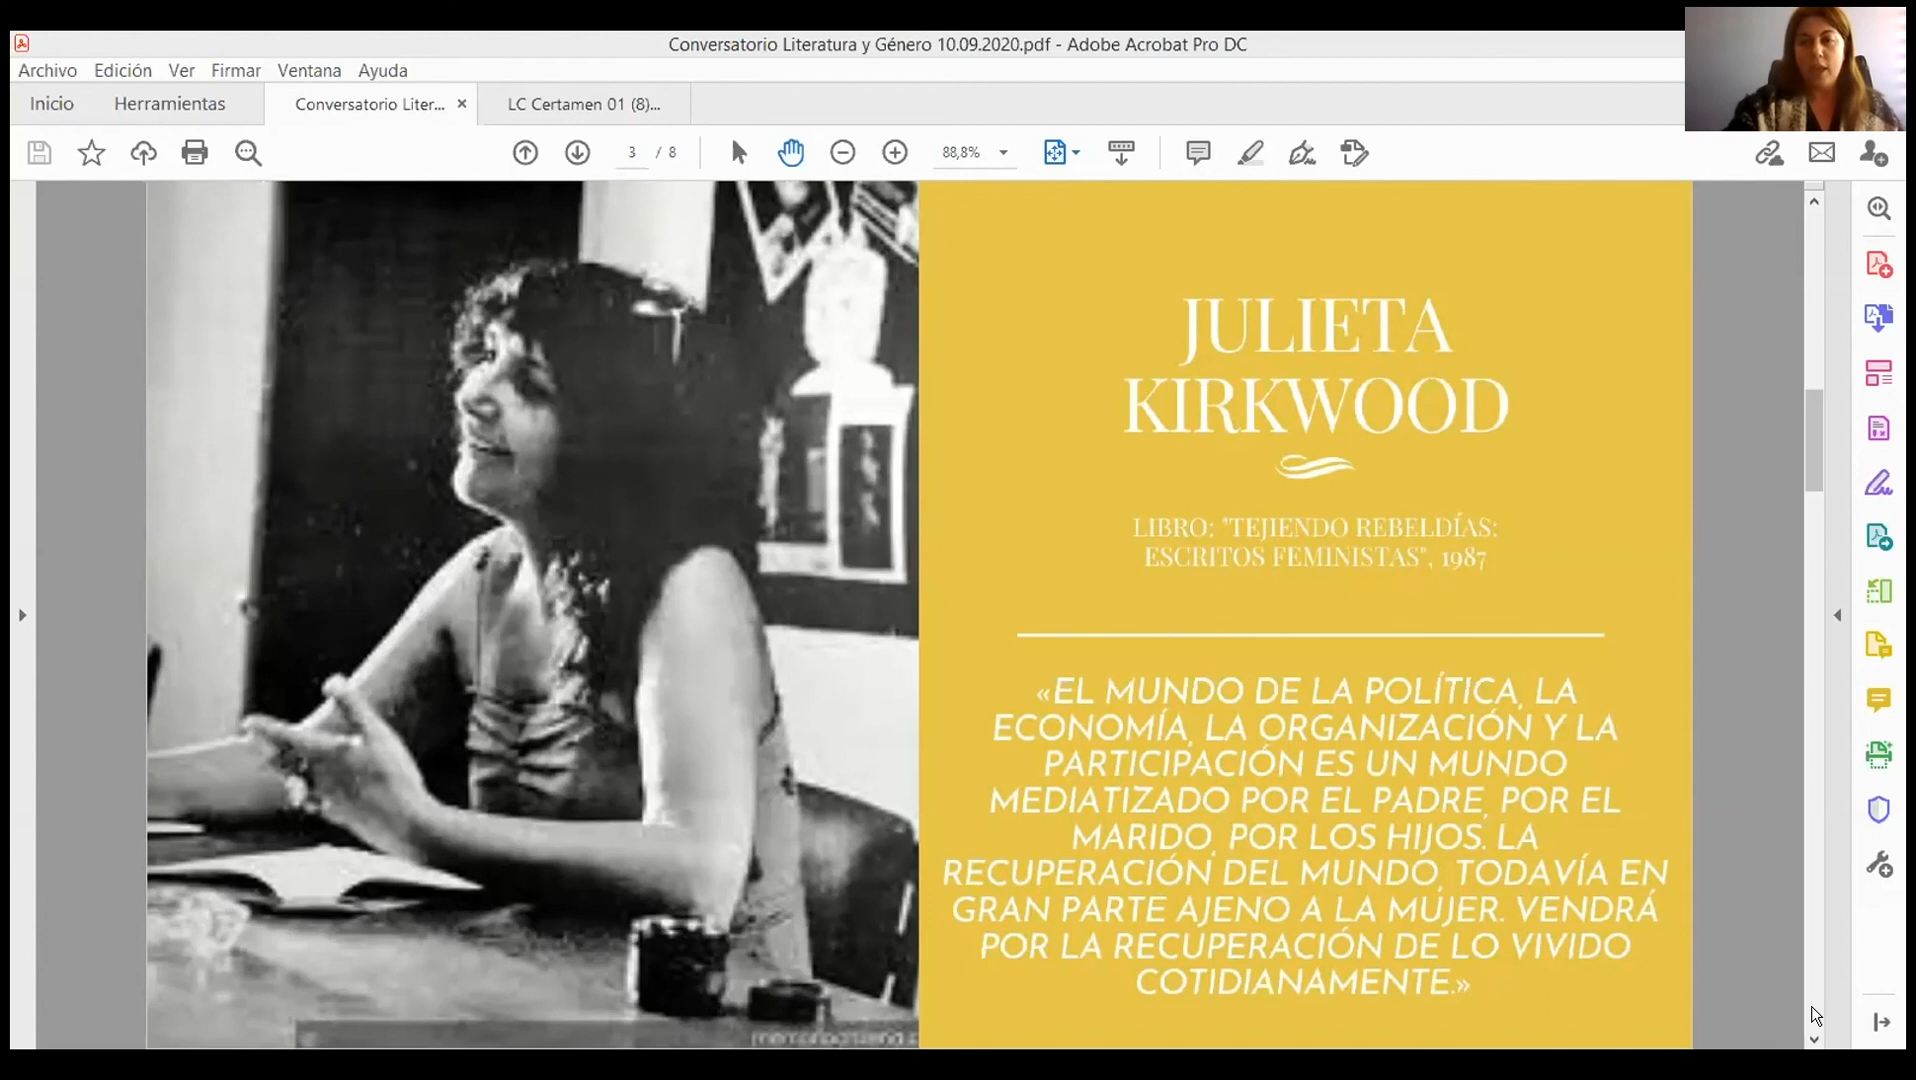 Conversatorio Literatura y Género 10.09.2020.pdf - Adobe Acrobat Pro DC
Archivo Edición Ver Firmar Ventana Ayuda
Inicio Herramientas Conversatorio Liter... × LC Certamen 01 (8)...
3 / 8 88,8%
JULIETA
KIRKWOOD
LIBRO: "TEJIENDO REBELDÍAS:
ESCRITOS FEMINISTAS", 1987
«EL MUNDO DE LA POLÍTICA, LA
ECONOMÍA, LA ORGANIZACIÓN Y LA
PARTICIPACIÓN ES UN MUNDO
MEDIATIZADO POR EL PADRE, POR EL
MARIDO, POR LOS HIJOS. LA
RECUPERACIÓN DEL MUNDO, TODAVÍA EN
GRAN PARTE AJENO A LA MUJER. VENDRÁ
POR LA RECUPERACIÓN DE LO VIVIDO
COTIDIANAMENTE.»